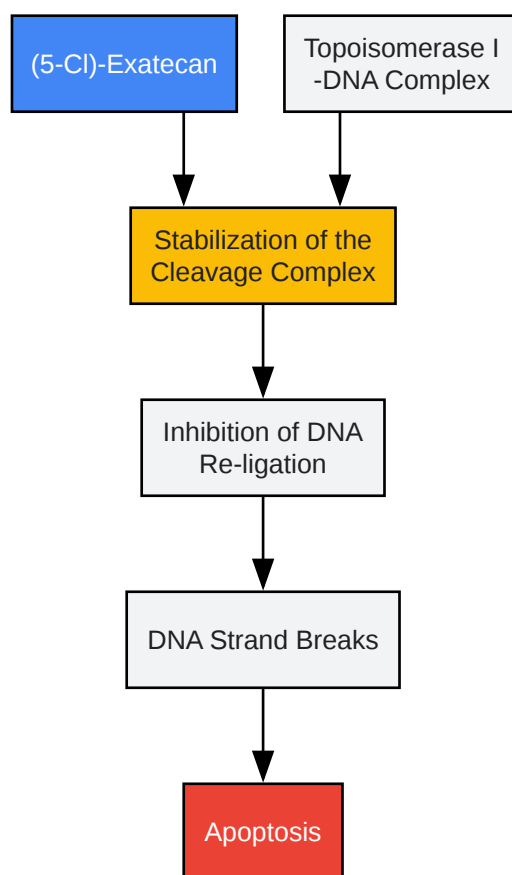 (5-Cl)-Exatecan
Topoisomerase I
-DNA Complex
Stabilization of the
Cleavage Complex
Inhibition of DNA
Re-ligation
DNA Strand Breaks
Apoptosis